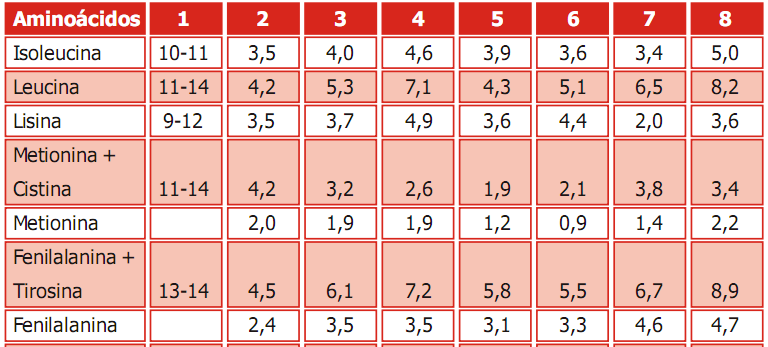 Aminoácidos 1 2 3 4 5 6 7 8
Isoleucina 10-11 3,5 4,0 4,6 3,9 3,6 3,4 5,0
Leucina 11-14 4,2 5,3 7,1 4,3 5,1 6,5 8,2
Lisina 9-12 3,5 3,7 4,9 3,6 4,4 2,0 3,6
Metionina +
Cistina 11-14 4,2 3,2 2,6 1,9 2,1 3,8 3,4
Metionina 2,0 1,9 1,9 1,2 0,9 1,4 2,2
Fenilalanina +
Tirosina 13-14 4,5 6,1 7,2 5,8 5,5 6,7 8,9
Fenilalanina 2,4 3,5 3,5 3,1 3,3 4,6 4,7